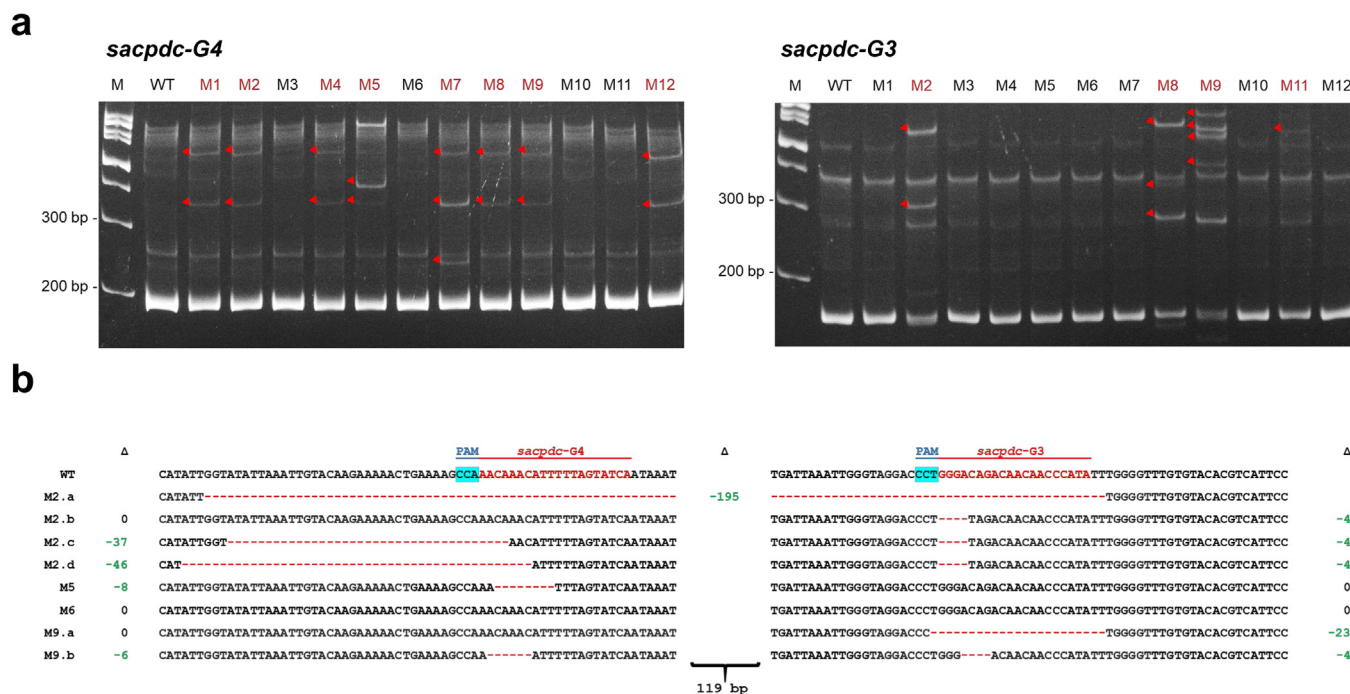 a
sacpdc-G4
M WT M1 M2 M3 M4 M5 M6 M7 M8 M9 M10 M11 M12
300 bp -
200 bp -
sacpdc-G3
M WT M1 M2 M3 M4 M5 M6 M7 M8 M9 M10 M11 M12
300 bp -
200 bp -
b
PAM sacpdc-G4 PAM sacpdc-G3
Δ Δ Δ
WT CATATTGGTATATTAAATTGTACAAGAAAAACTGAAAAGCCAAACAAACATTTTTAGTATCAATAAAT TGATTAAATTGGGTAGGACCCTGGGACAGACAACAACCCATATTTGGGGTTTGTGTACACGTCATTCC
M2.a CATATT-------------------------------------------------------------- -195 --------------------------------------------TGGGGTTTGTGTACACGTCATTCC
M2.b 0 CATATTGGTATATTAAATTGTACAAGAAAAACTGAAAAGCCAAACAAACATTTTTAGTATCAATAAAT TGATTAAATTGGGTAGGACCCT----TAGACAACAACCCATATTTGGGGTTTGTGTACACGTCATTCC -4
M2.c -37 CATATTGGT-------------------------------------AACATTTTTAGTATCAATAAAT TGATTAAATTGGGTAGGACCCT----TAGACAACAACCCATATTTGGGGTTTGTGTACACGTCATTCC -4
M2.d -46 CAT----------------------------------------------ATTTTTAGTATCAATAAAT TGATTAAATTGGGTAGGACCCT----TAGACAACAACCCATATTTGGGGTTTGTGTACACGTCATTCC -4
M5 -8 CATATTGGTATATTAAATTGTACAAGAAAAACTGAAAAGCCAAA--------TTTAGTATCAATAAAT TGATTAAATTGGGTAGGACCCTGGGACAGACAACAACCCATATTTGGGGTTTGTGTACACGTCATTCC 0
M6 0 CATATTGGTATATTAAATTGTACAAGAAAAACTGAAAAGCCAAACAAACATTTTTAGTATCAATAAAT TGATTAAATTGGGTAGGACCCTGGGACAGACAACAACCCATATTTGGGGTTTGTGTACACGTCATTCC 0
M9.a 0 CATATTGGTATATTAAATTGTACAAGAAAAACTGAAAAGCCAAACAAACATTTTTAGTATCAATAAAT TGATTAAATTGGGTAGGACCC-----------------------TGGGGTTTGTGTACACGTCATTCC -23
M9.b -6 CATATTGGTATATTAAATTGTACAAGAAAAACTGAAAAGCCAA------ATTTTTAGTATCAATAAAT TGATTAAATTGGGTAGGACCCTGGG----ACAACAACCCATATTTGGGGTTTGTGTACACGTCATTCC -4
119 bp